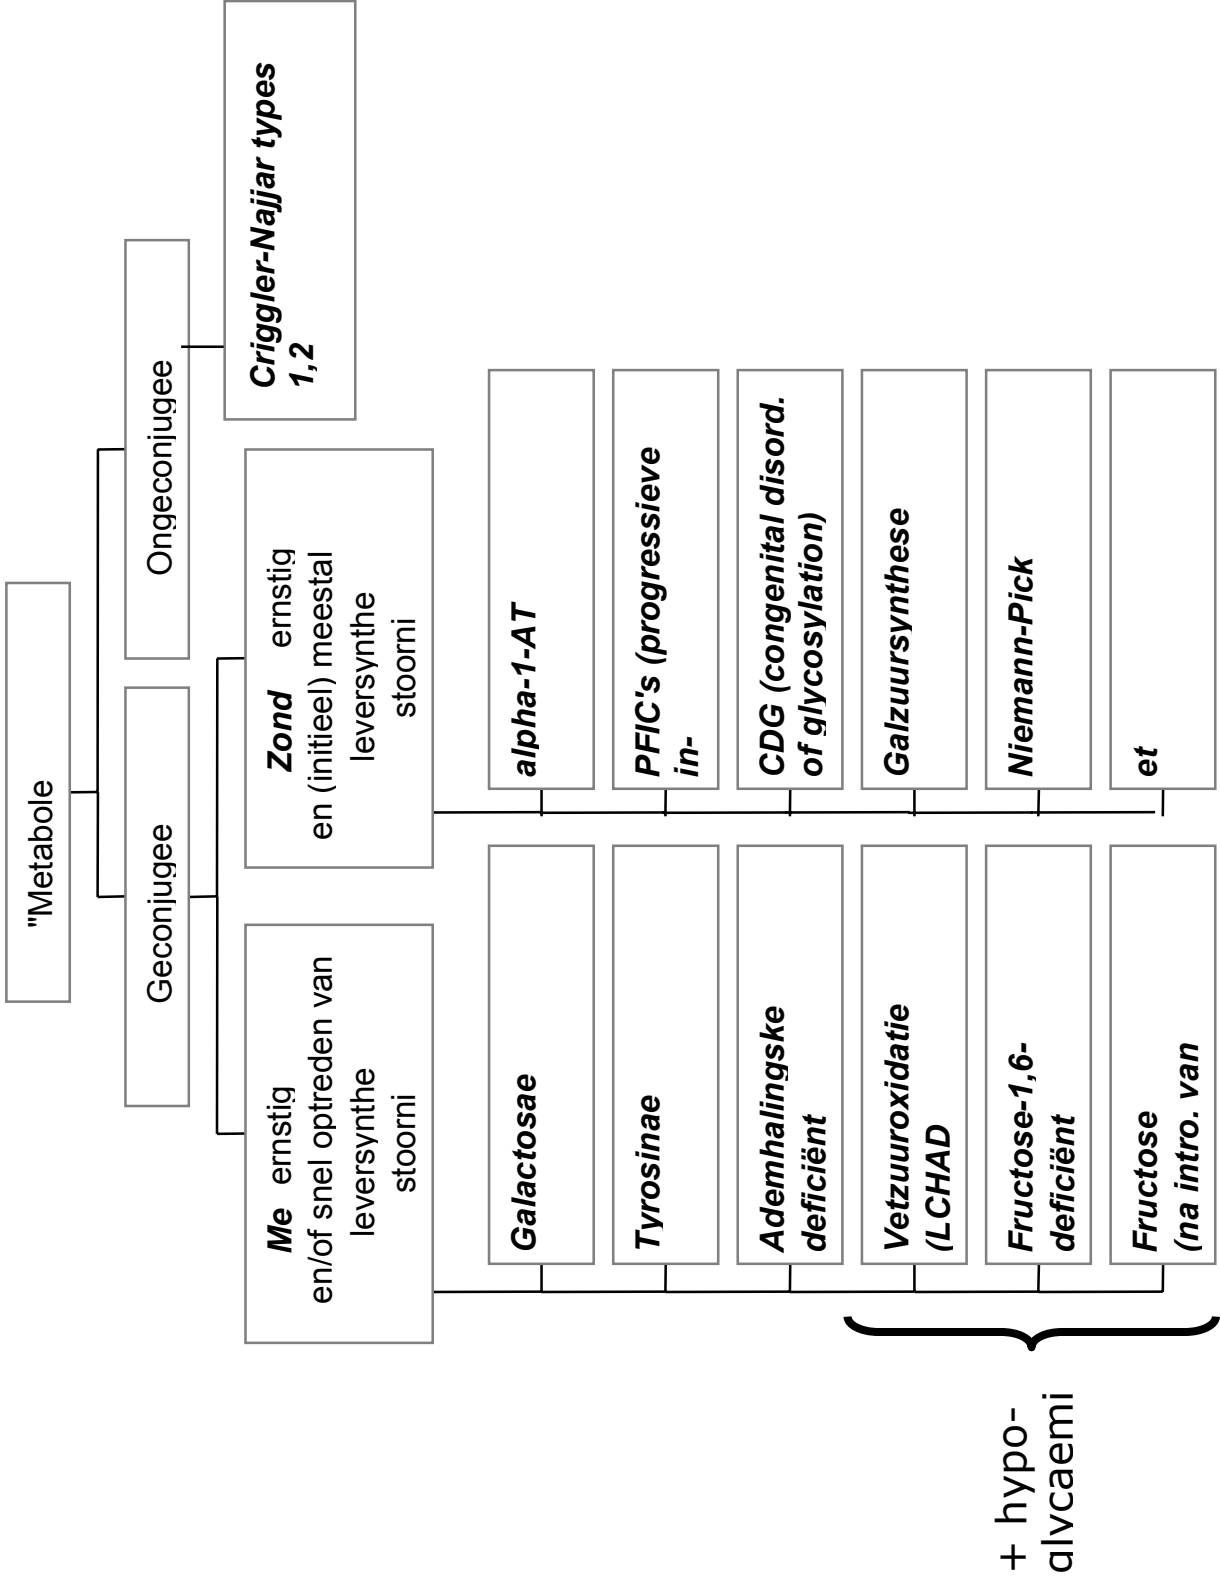 "Metabole
Geconjugee
Ongeconjugee
Criggler-Najjar types
1,2
Me ernstig
en/of snel optreden van
leversynthe
stoorni
Zond ernstig
en (initieel) meestal
leversynthe
stoorni
Galactosae
Tyrosinae
Ademhalingske
deficiënt
Vetzuuroxidatie
(LCHAD
Fructose-1,6-
deficiënt
Fructose
(na intro. van
alpha-1-AT
PFIC's (progressieve
in-
CDG (congenital disord.
of glycosylation)
Galzuursynthese
Niemann-Pick
et
+ hypo-
glycaemi